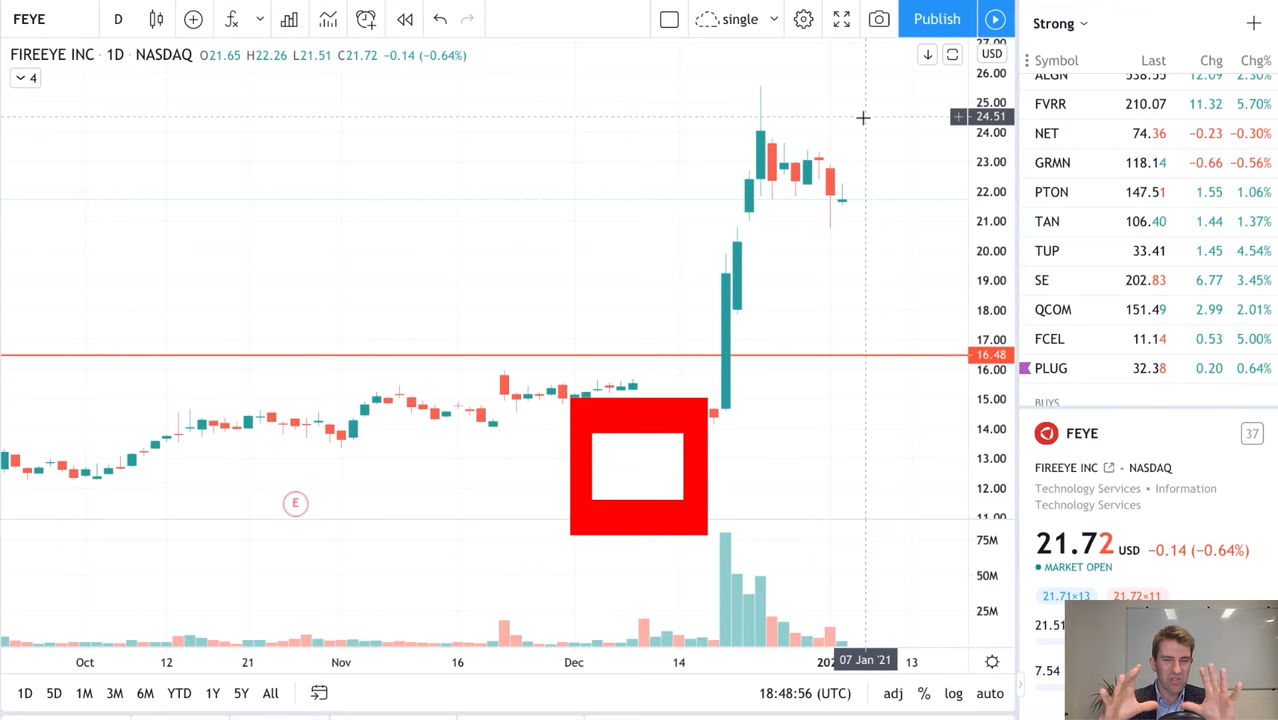 FEYE D single Publish Strong
FIREEYE INC · 1D · NASDAQ O21.65 H22.26 L21.51 C21.72 −0.14 (−0.64%)
4
27.00
USD
26.00
25.00
24.51
24.00
23.00
22.00
21.00
20.00
19.00
18.00
17.00
16.48
16.00
15.00
14.00
13.00
12.00
11.00
75M
50M
25M
E
Oct 12 21 Nov 16 Dec 14 202 07 Jan '21 13
1D 5D 1M 3M 6M YTD 1Y 5Y All 18:48:56 (UTC) adj % log auto
Symbol Last Chg Chg%
ALGN 538.55 12.09 2.30%
FVRR 210.07 11.32 5.70%
NET 74.36 −0.23 −0.30%
GRMN 118.14 −0.66 −0.56%
PTON 147.51 1.55 1.06%
TAN 106.40 1.44 1.37%
TUP 33.41 1.45 4.54%
SE 202.83 6.77 3.45%
QCOM 151.49 2.99 2.01%
FCEL 11.14 0.53 5.00%
PLUG 32.38 0.20 0.64%
BUYS
FEYE 37
FIREEYE INC - NASDAQ
Technology Services • Information
Technology Services
21.72 USD −0.14 (−0.64%)
MARKET OPEN
21.71×13 21.72×11
21.51
7.54